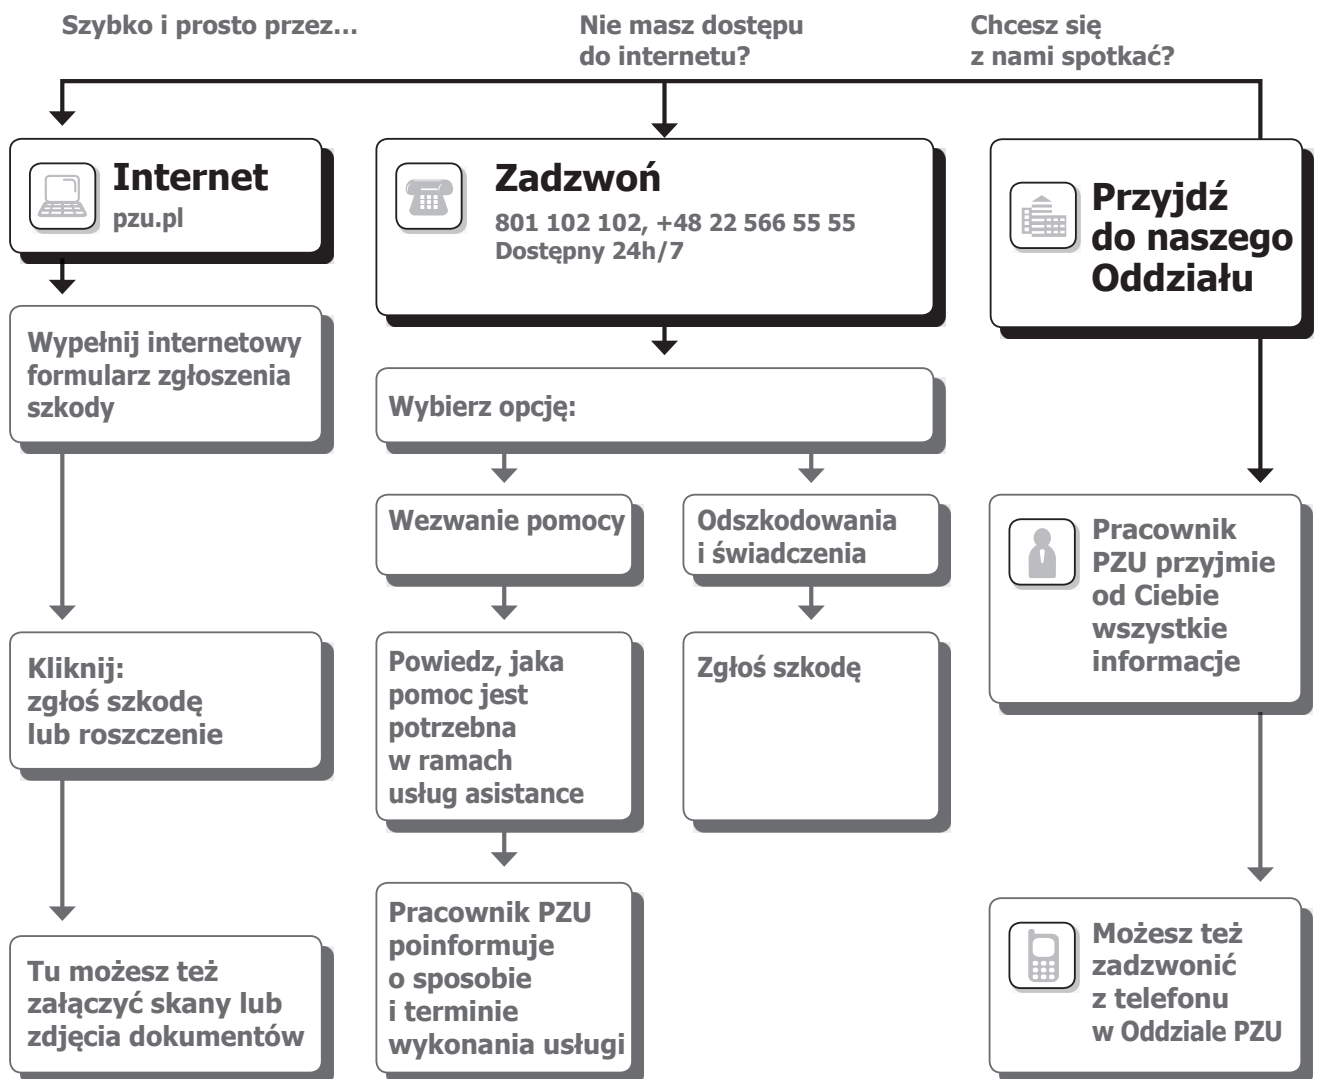 Szybko i prosto przez...
Nie masz dostępu
do internetu?
Chcesz się
z nami spotkać?
Internet
pzu.pl
Wypełnij internetowy
formularz zgłoszenia
szkody
Kliknij:
zgłoś szkodę
lub roszczenie
Tu możesz też
załączyć skany lub
zdjęcia dokumentów
Zadzwoń
801 102 102, +48 22 566 55 55
Dostępny 24h/7
Wybierz opcję:
Wezwanie pomocy
Powiedz, jaka
pomoc jest
potrzebna
w ramach
usług asistance
Pracownik PZU
poinformuje
o sposobie
i terminie
wykonania usługi
Odszkodowania
i świadczenia
Zgłoś szkodę
Przyjdź
do naszego
Oddziału
Pracownik
PZU przyjmie
od Ciebie
wszystkie
informacje
Możesz też
zadzwonić
z telefonu
w Oddziale PZU